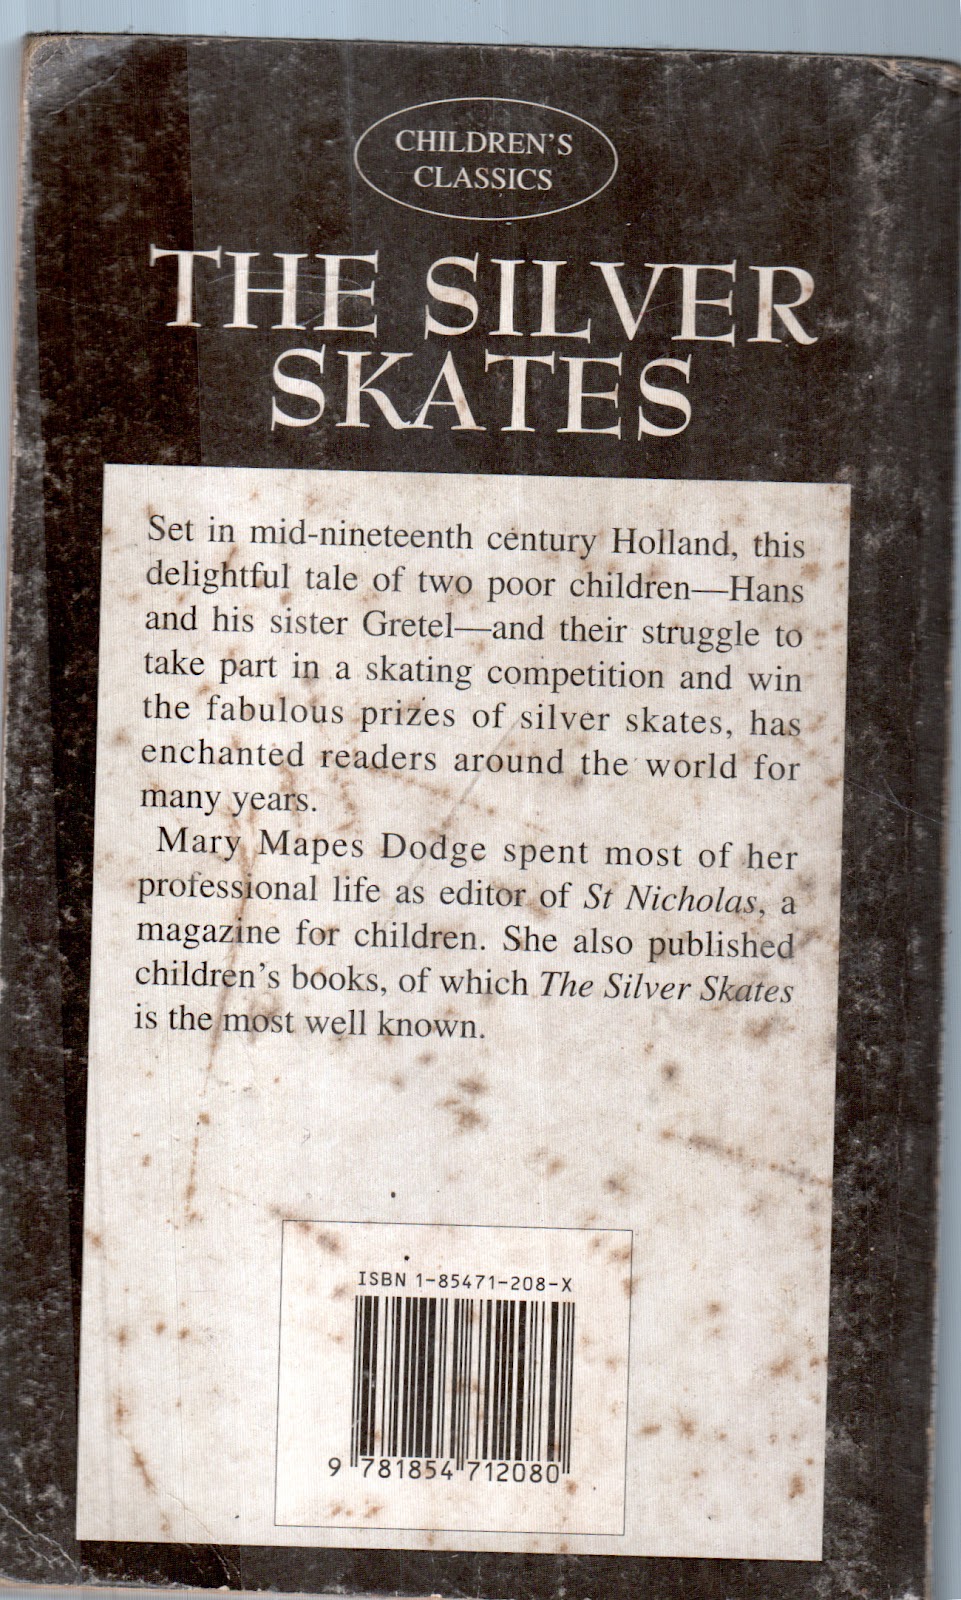 CHILDREN'S
CLASSICS
THE SILVER
SKATES
Set in mid-nineteenth century Holland, this
delightful tale of two poor children—Hans
and his sister Gretel—and their struggle to
take part in a skating competition and win
the fabulous prizes of silver skates, has
enchanted readers around the world for
many years.
Mary Mapes Dodge spent most of her
professional life as editor of St Nicholas, a
magazine for children. She also published
children's books, of which The Silver Skates
is the most well known.
ISBN 1-85471-208-X
9 781854 712080